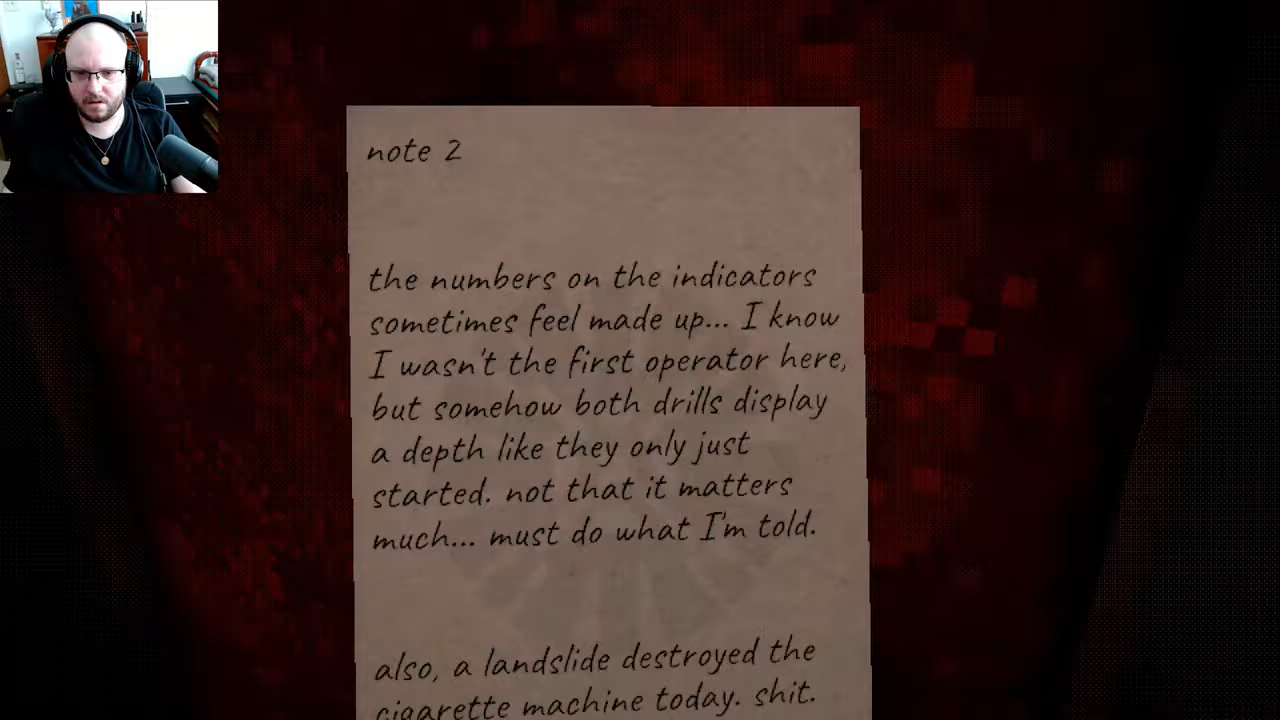 note 2
the numbers on the indicators
sometimes feel made up... I know
I wasn't the first operator here,
but somehow both drills display
a depth like they only just
started. not that it matters
much... must do what I'm told.
also, a landslide destroyed the
cigarette machine today. shit.